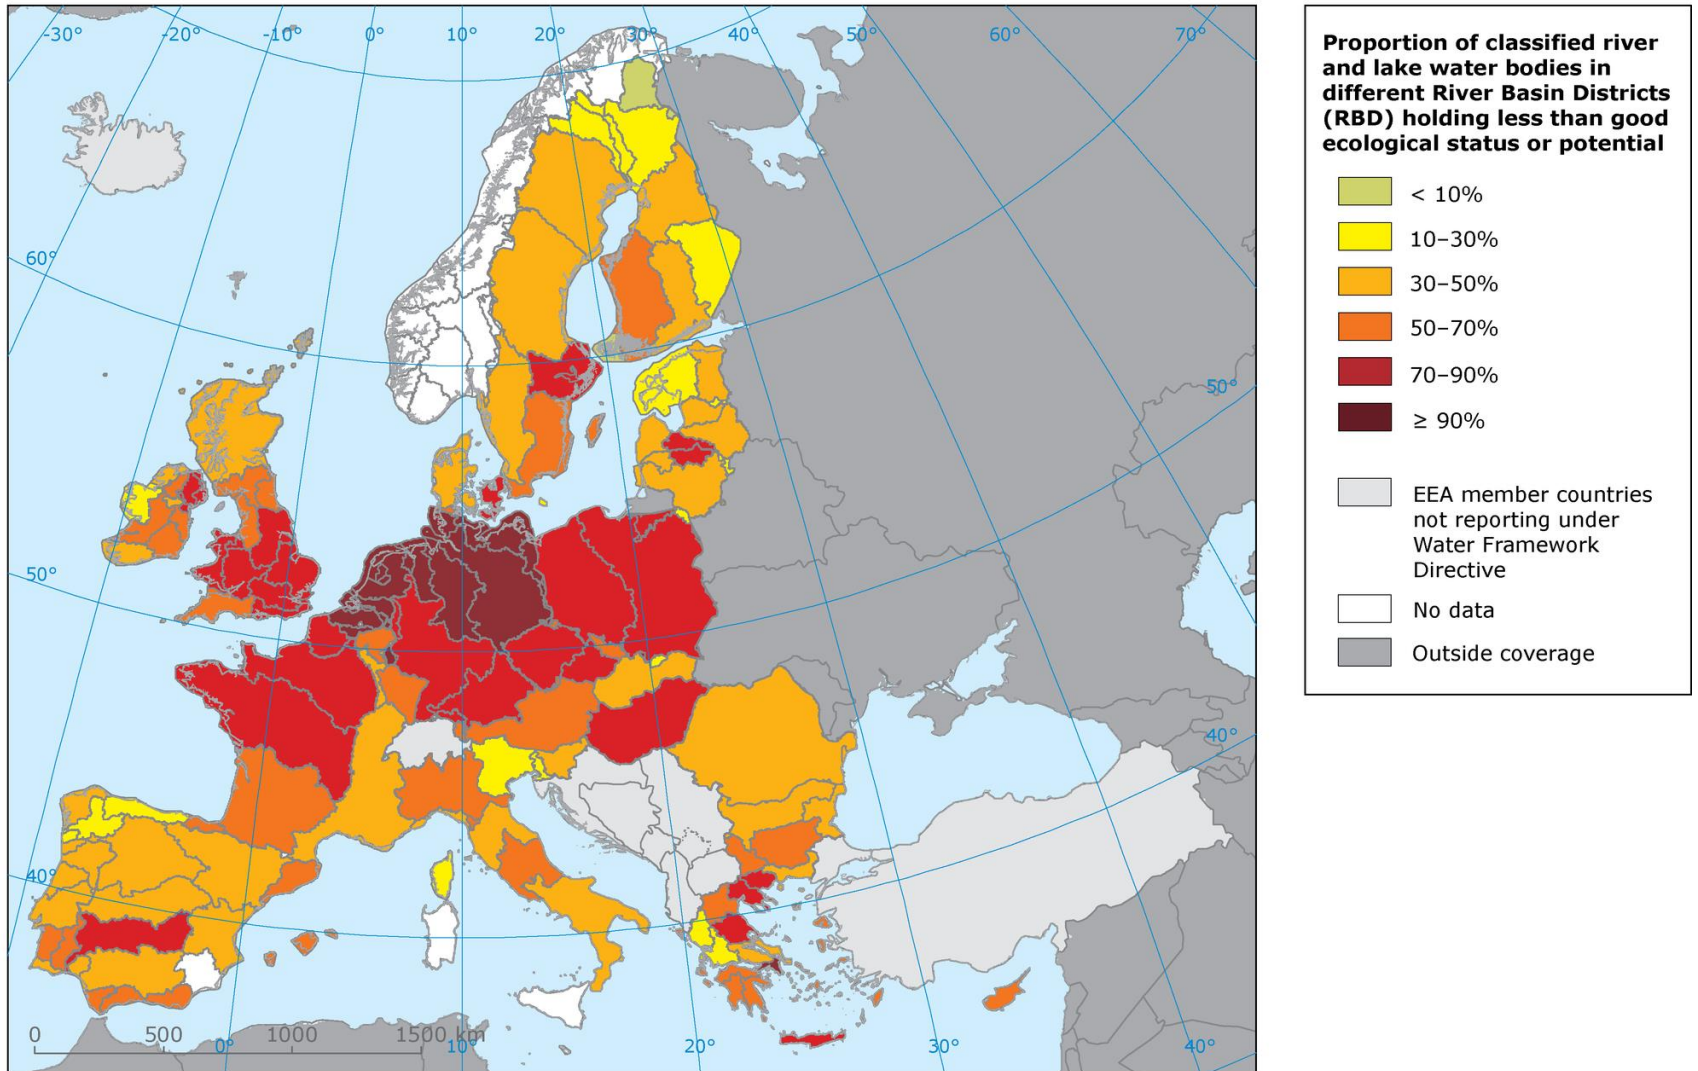 -30° -20° -10° 0° 10° 20° 30° 40° 50° 60° 70°
60°
50°
50°
40°
40°
0 500 1000 1500 km
0° 10° 20° 30° 40°
Proportion of classified river
and lake water bodies in
different River Basin Districts
(RBD) holding less than good
ecological status or potential
< 10%
10–30%
30–50%
50–70%
70–90%
≥ 90%
EEA member countries
not reporting under
Water Framework
Directive
No data
Outside coverage